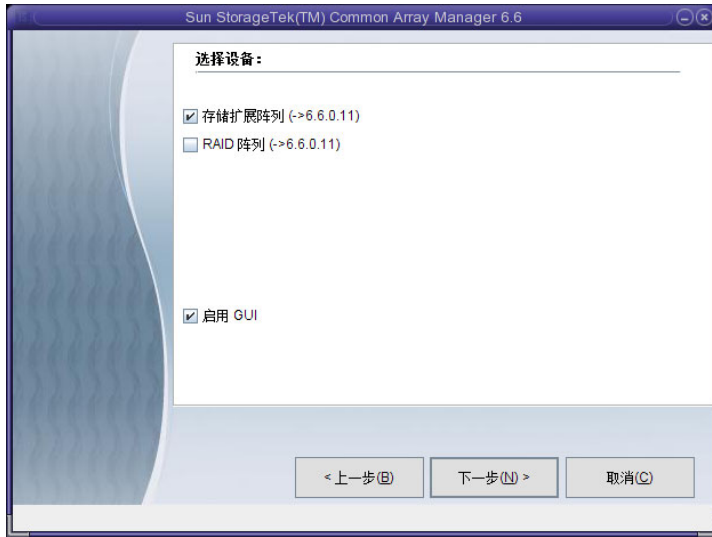 Sun StorageTek(TM) Common Array Manager 6.6
选择设备:
存储扩展阵列 (->6.6.0.11)
RAID 阵列 (->6.6.0.11)
启用 GUI
<上一步(B)
下一步(N) >
取消(C)